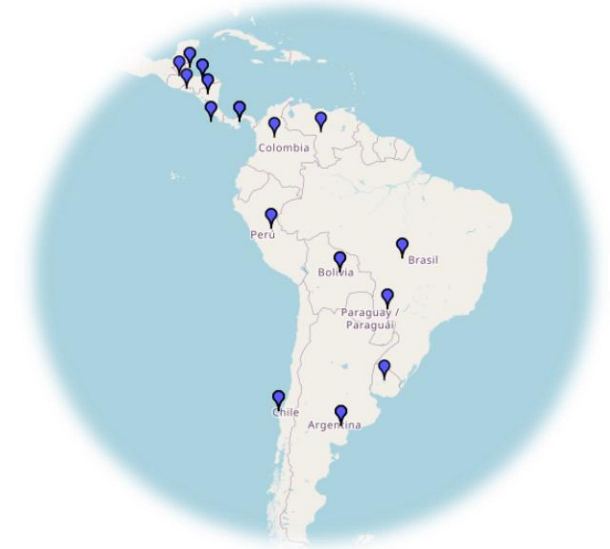 Colombia
Perú
Brasil
Bolivia
Paraguay /
Paraguái
Chile
Argentina